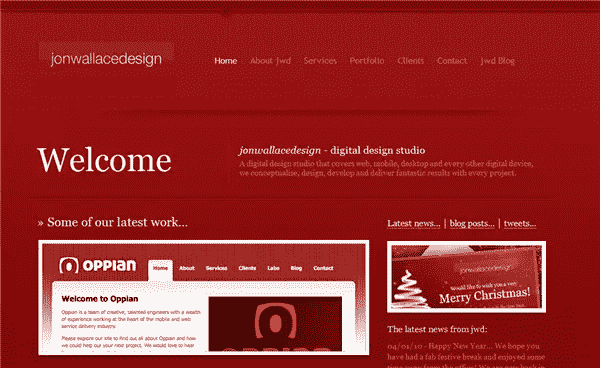 jonwallacedesign
Home About Jwd Services Portfolio Clients Contact Jwd Blog
Welcome
jonwallacedesign - digital design studio
A digital design studio that covers web, mobile, desktop and every other digital device,
we conceptualise, design, develop and deliver fantastic results with every project.
» Some of our latest work...
Latest news... | blog posts... | tweets...
OPPIAN
Home About Services Clients Labs Blog Contact
Welcome to Oppian
Oppian is a team of creative, talented engineers with a wealth
of experience working at the heart of the mobile and web
service delivery industry.
Please explore our site to find out all about Oppian and how
we could help our your next project. We would love to hear
OPPIAN
jonwallacedesign
Would like to wish you a very
Merry Christmas!
The latest news from jwd:
04/04/10 - Happy New Year... We hope you
have had a fab festive break and enjoyed some
time away from the office! We are now back in